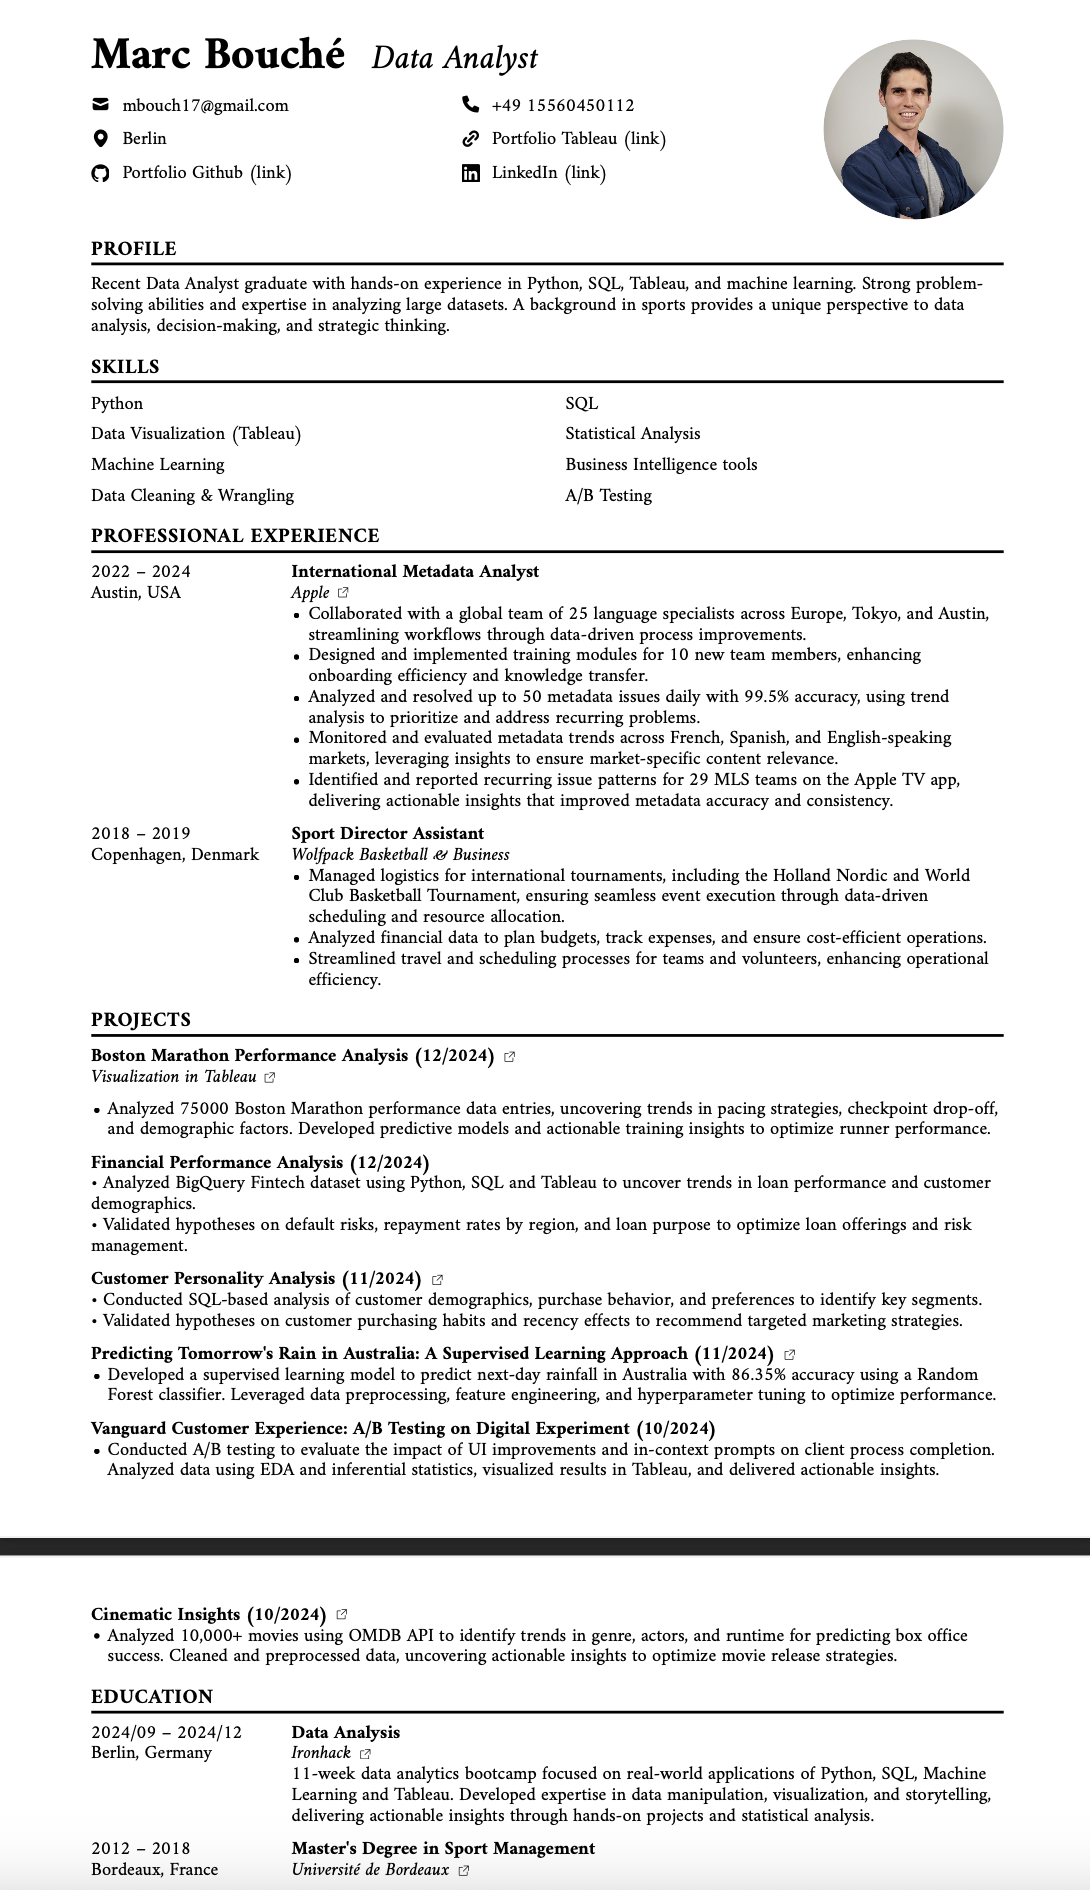 Marc Bouché Data Analyst
mbouch17@gmail.com
+49 15560450112
Berlin
Portfolio Tableau (link)
Portfolio Github (link)
LinkedIn (link)
PROFILE
Recent Data Analyst graduate with hands-on experience in Python, SQL, Tableau, and machine learning. Strong problem-
solving abilities and expertise in analyzing large datasets. A background in sports provides a unique perspective to data
analysis, decision-making, and strategic thinking.
SKILLS
Python
SQL
Data Visualization (Tableau)
Statistical Analysis
Machine Learning
Business Intelligence tools
Data Cleaning & Wrangling
A/B Testing
PROFESSIONAL EXPERIENCE
2022 – 2024
Austin, USA
International Metadata Analyst
Apple
• Collaborated with a global team of 25 language specialists across Europe, Tokyo, and Austin,
streamlining workflows through data-driven process improvements.
• Designed and implemented training modules for 10 new team members, enhancing
onboarding efficiency and knowledge transfer.
• Analyzed and resolved up to 50 metadata issues daily with 99.5% accuracy, using trend
analysis to prioritize and address recurring problems.
• Monitored and evaluated metadata trends across French, Spanish, and English-speaking
markets, leveraging insights to ensure market-specific content relevance.
• Identified and reported recurring issue patterns for 29 MLS teams on the Apple TV app,
delivering actionable insights that improved metadata accuracy and consistency.
2018 – 2019
Copenhagen, Denmark
Sport Director Assistant
Wolfpack Basketball & Business
• Managed logistics for international tournaments, including the Holland Nordic and World
Club Basketball Tournament, ensuring seamless event execution through data-driven
scheduling and resource allocation.
• Analyzed financial data to plan budgets, track expenses, and ensure cost-efficient operations.
• Streamlined travel and scheduling processes for teams and volunteers, enhancing operational
efficiency.
PROJECTS
Boston Marathon Performance Analysis (12/2024)
Visualization in Tableau
• Analyzed 75000 Boston Marathon performance data entries, uncovering trends in pacing strategies, checkpoint drop-off,
and demographic factors. Developed predictive models and actionable training insights to optimize runner performance.
Financial Performance Analysis (12/2024)
• Analyzed BigQuery Fintech dataset using Python, SQL and Tableau to uncover trends in loan performance and customer
demographics.
• Validated hypotheses on default risks, repayment rates by region, and loan purpose to optimize loan offerings and risk
management.
Customer Personality Analysis (11/2024)
• Conducted SQL-based analysis of customer demographics, purchase behavior, and preferences to identify key segments.
• Validated hypotheses on customer purchasing habits and recency effects to recommend targeted marketing strategies.
Predicting Tomorrow's Rain in Australia: A Supervised Learning Approach (11/2024)
• Developed a supervised learning model to predict next-day rainfall in Australia with 86.35% accuracy using a Random
Forest classifier. Leveraged data preprocessing, feature engineering, and hyperparameter tuning to optimize performance.
Vanguard Customer Experience: A/B Testing on Digital Experiment (10/2024)
• Conducted A/B testing to evaluate the impact of UI improvements and in-context prompts on client process completion.
Analyzed data using EDA and inferential statistics, visualized results in Tableau, and delivered actionable insights.
Cinematic Insights (10/2024)
• Analyzed 10,000+ movies using OMDB API to identify trends in genre, actors, and runtime for predicting box office
success. Cleaned and preprocessed data, uncovering actionable insights to optimize movie release strategies.
EDUCATION
2024/09 – 2024/12
Berlin, Germany
Data Analysis
Ironhack
11-week data analytics bootcamp focused on real-world applications of Python, SQL, Machine
Learning and Tableau. Developed expertise in data manipulation, visualization, and storytelling,
delivering actionable insights through hands-on projects and statistical analysis.
2012 – 2018
Bordeaux, France
Master's Degree in Sport Management
Université de Bordeaux